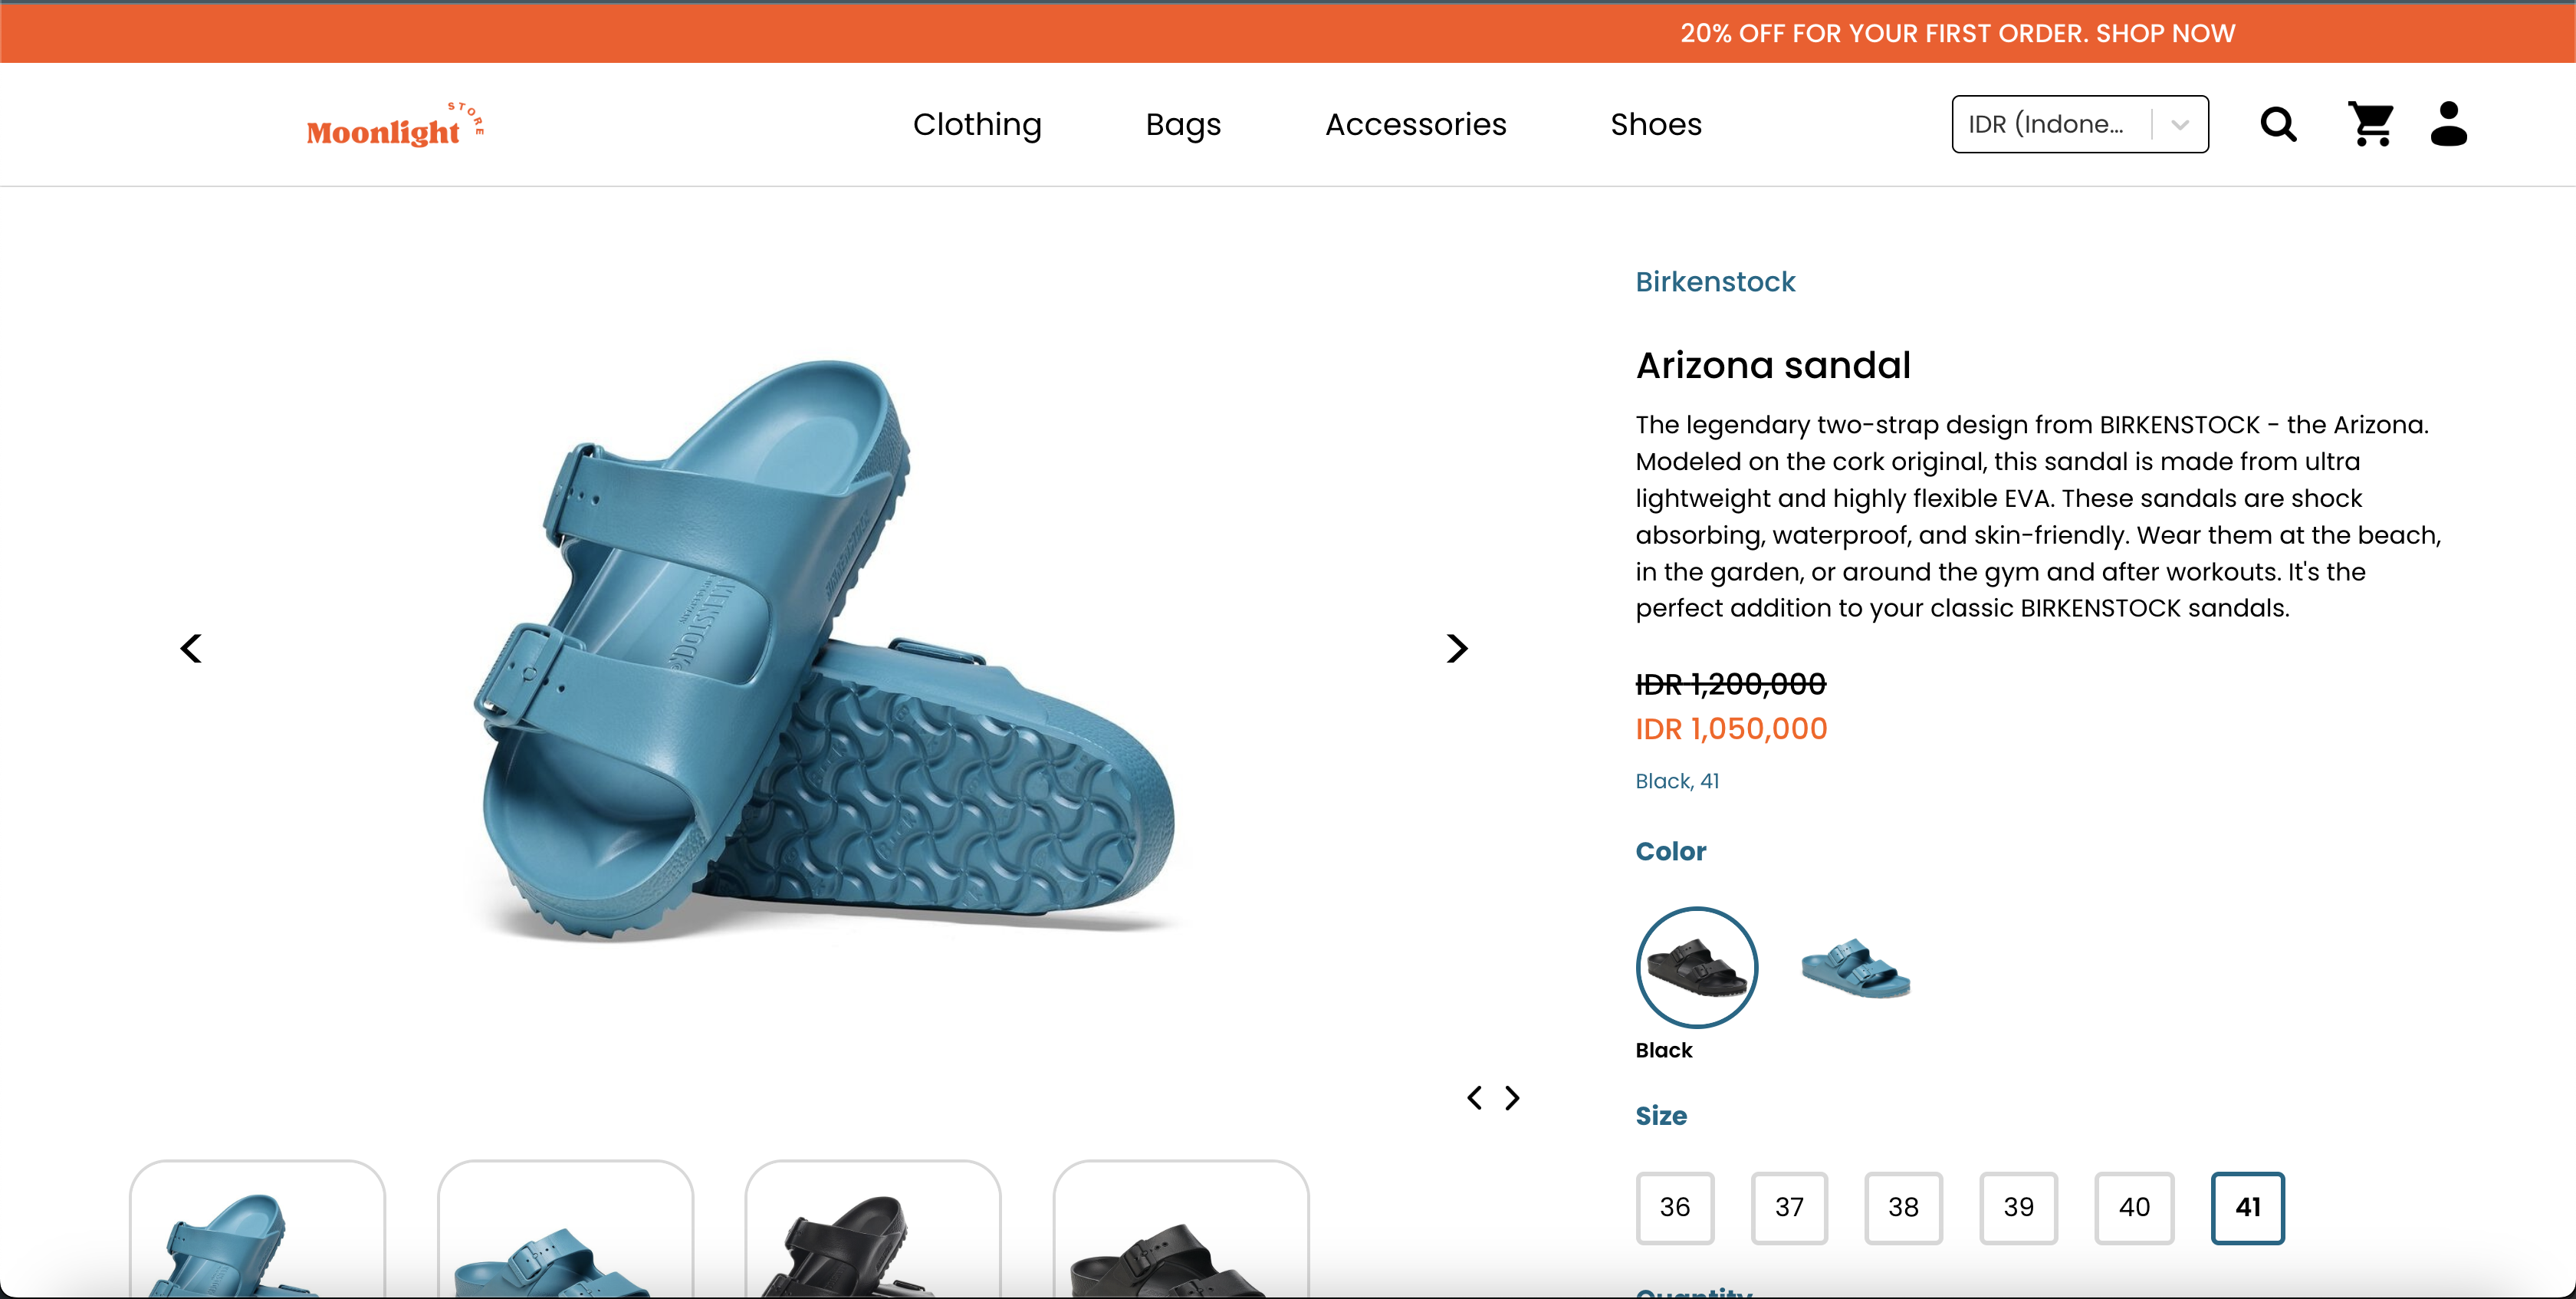 20% OFF FOR YOUR FIRST ORDER. SHOP NOW
Moonlight STORE
Clothing
Bags
Accessories
Shoes
IDR (Indone...
Birkenstock
Arizona sandal
The legendary two-strap design from BIRKENSTOCK - the Arizona.
Modeled on the cork original, this sandal is made from ultra
lightweight and highly flexible EVA. These sandals are shock
absorbing, waterproof, and skin-friendly. Wear them at the beach,
in the garden, or around the gym and after workouts. It's the
perfect addition to your classic BIRKENSTOCK sandals.
IDR 1,200,000
IDR 1,050,000
Black, 41
Color
Black
Size
36
37
38
39
40
41
Quantity